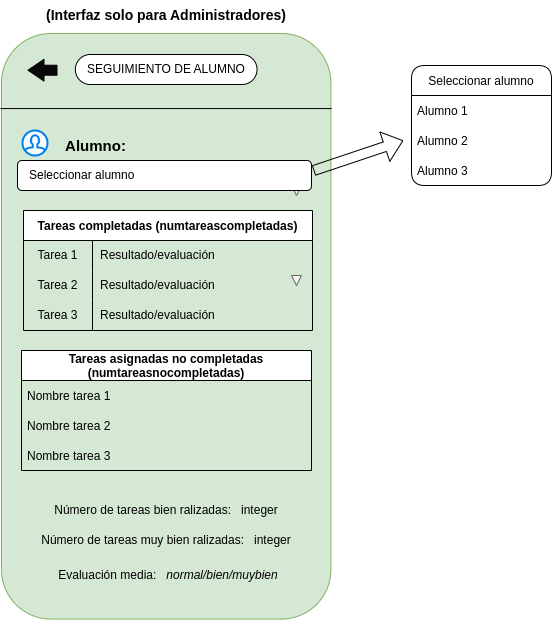 (Interfaz solo para Administradores)
SEGUIMIENTO DE ALUMNO
Alumno:
Seleccionar alumno
Seleccionar alumno
Alumno 1
Alumno 2
Alumno 3
Tareas completadas (numtareascompletadas)
Tarea 1 Resultado/evaluación
Tarea 2 Resultado/evaluación
Tarea 3 Resultado/evaluación
Tareas asignadas no completadas
(numtareasnocompletadas)
Nombre tarea 1
Nombre tarea 2
Nombre tarea 3
Número de tareas bien ralizadas: integer
Número de tareas muy bien ralizadas: integer
Evaluación media: normal/bien/muybien